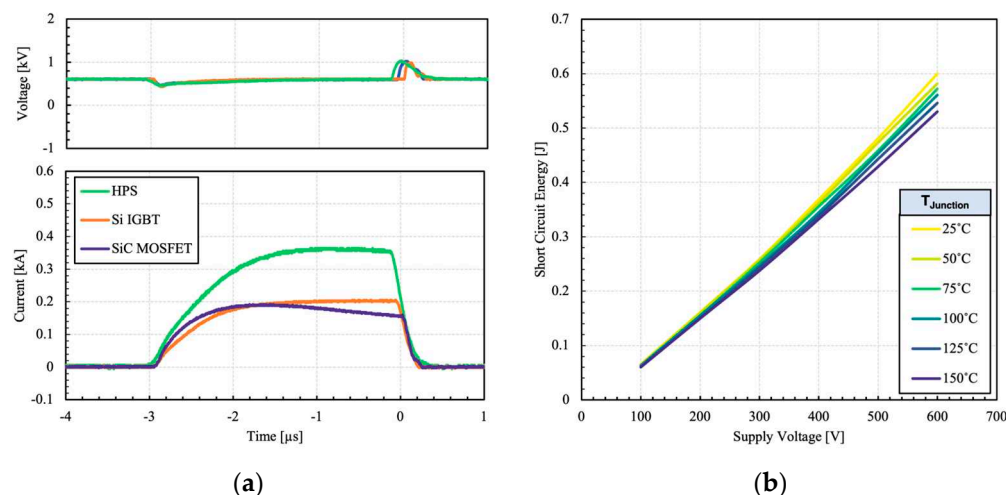 2
1
0
-1
Voltage [kV]
0.6
0.5
0.4
0.3
0.2
0.1
0
-0.1
Current [kA]
HPS
Si IGBT
SiC MOSFET
-4 -3 -2 -1 0 1
Time [µs]
(a)
0.7
0.6
0.5
0.4
0.3
0.2
0.1
0
Short Circuit Energy [J]
T_Junction
25˚C
50˚C
75˚C
100˚C
125˚C
150˚C
0 100 200 300 400 500 600 700
Supply Voltage [V]
(b)